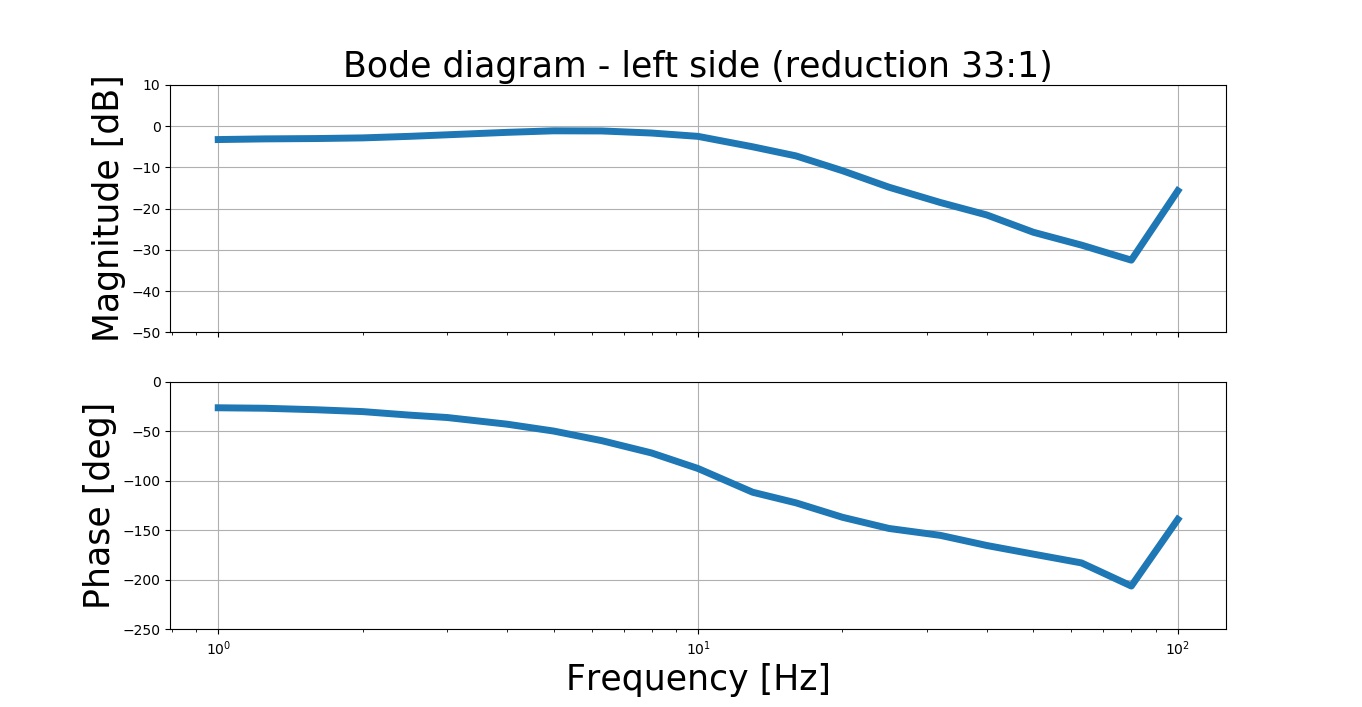 Bode diagram - left side (reduction 33:1)
Magnitude [dB]
10
0
−10
−20
−30
−40
−50
Phase [deg]
0
−50
−100
−150
−200
−250
10⁰ 10¹ 10²
Frequency [Hz]